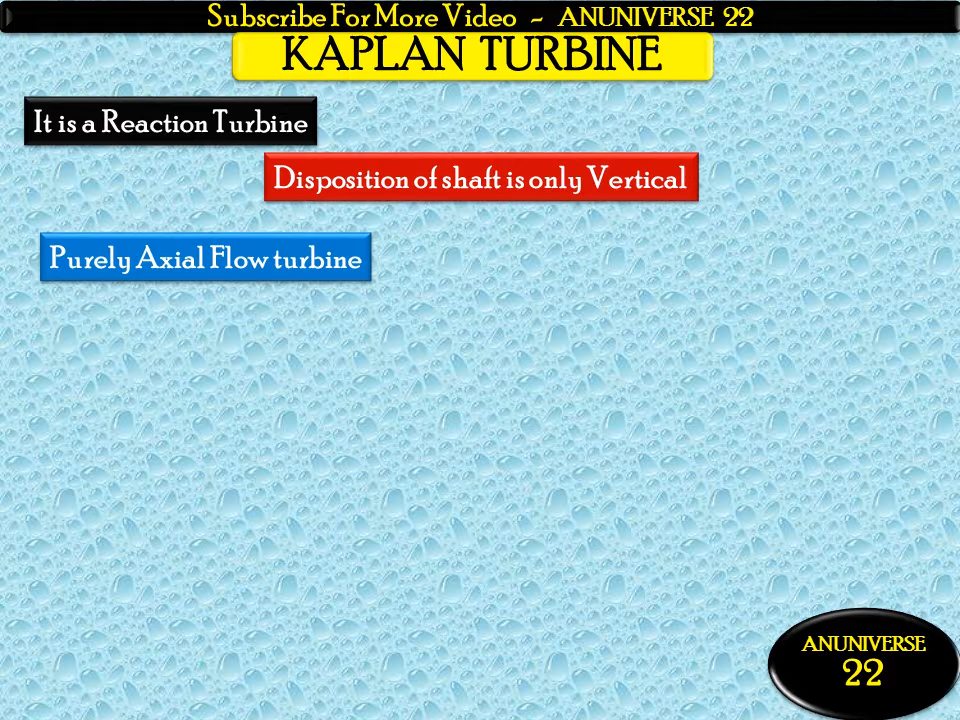 Subscribe For More Video - ANUNIVERSE 22
KAPLAN TURBINE
It is a Reaction Turbine
Disposition of shaft is only Vertical
Purely Axial Flow turbine
ANUNIVERSE
22